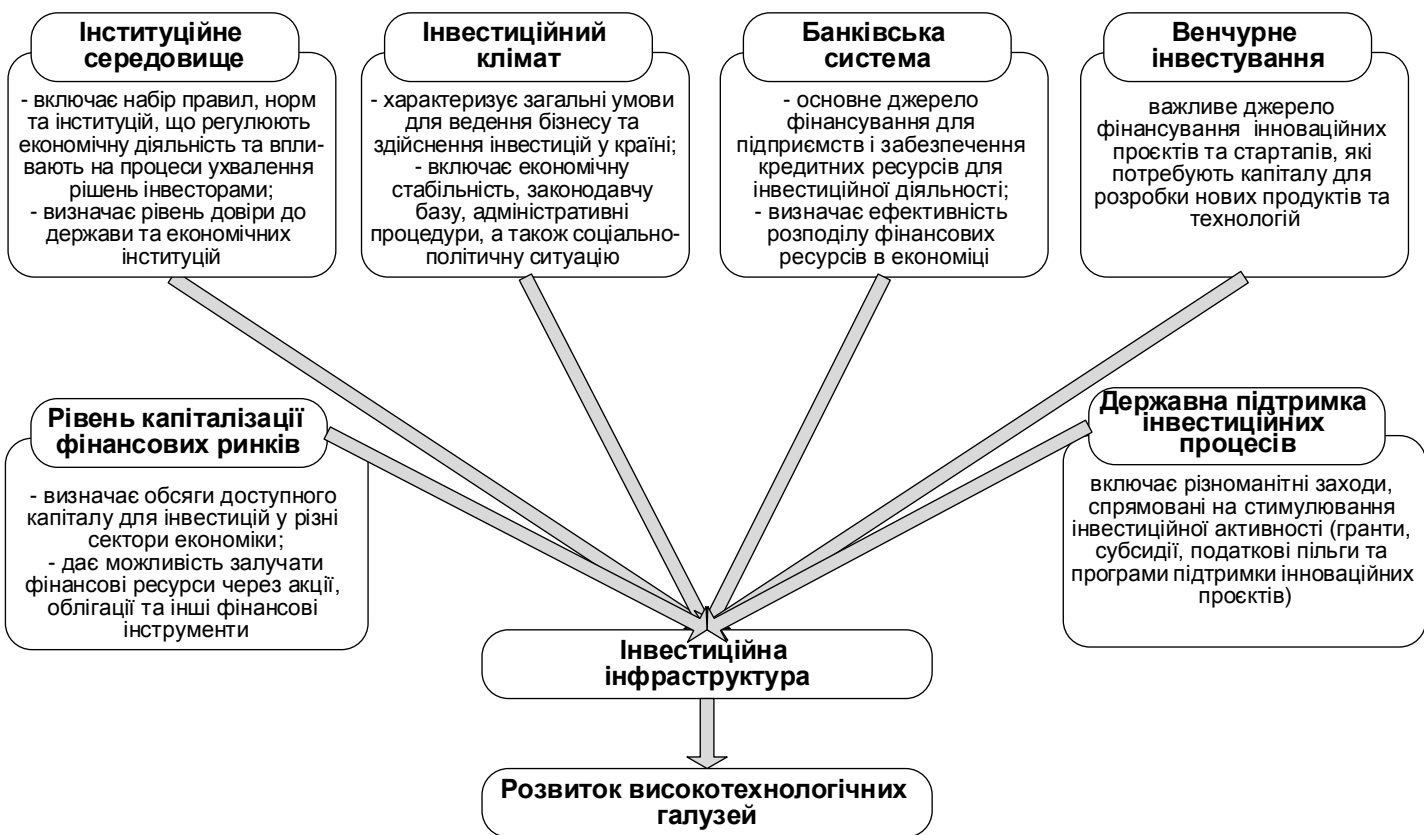 Інституційне
середовище
- включає набір правил, норм
та інституцій, що регулюють
економічну діяльність та впли-
вають на процеси ухвалення
рішень інвесторами;
- визначає рівень довіри до
держави та економічних
інституцій
Інвестиційний
клімат
- характеризує загальні умови
для ведення бізнесу та
здійснення інвестицій у країні;
- включає економічну
стабільність, законодавчу
базу, адміністративні
процедури, а також соціально-
політичну ситуацію
Банківська
система
- основне джерело
фінансування для
підприємств і забезпечення
кредитних ресурсів для
інвестиційної діяльності;
- визначає ефективність
розподілу фінансових
ресурсів в економіці
Венчурне
інвестування
важливе джерело
фінансування інноваційних
проєктів та стартапів, які
потребують капіталу для
розробки нових продуктів та
технологій
Рівень капіталізації
фінансових ринків
- визначає обсяги доступного
капіталу для інвестицій у різні
сектори економіки;
- дає можливість залучати
фінансові ресурси через акції,
облігації та інші фінансові
інструменти
Державна підтримка
інвестиційних
процесів
включає різноманітні заходи,
спрямовані на стимулювання
інвестиційної активності (гранти,
субсидії, податкові пільги та
програми підтримки інноваційних
проєктів)
Інвестиційна
інфраструктура
Розвиток високотехнологічних
галузей